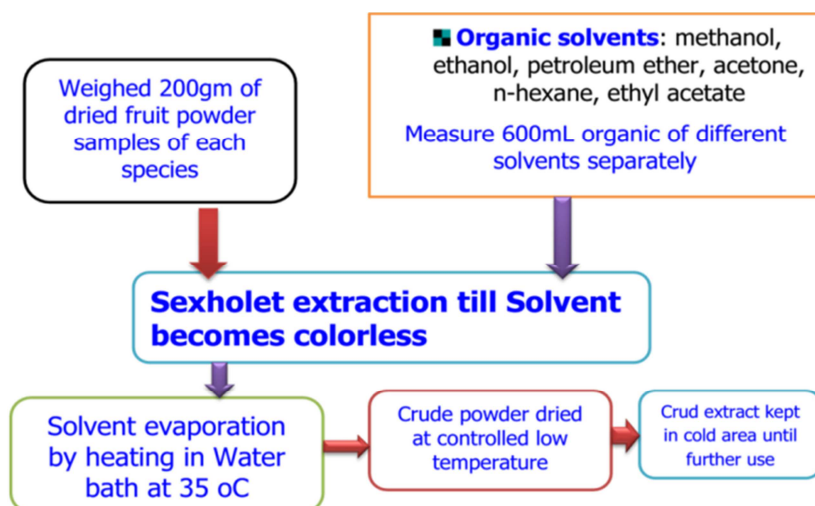 Weighed 200gm of
dried fruit powder
samples of each
species
Organic solvents: methanol,
ethanol, petroleum ether, acetone,
n-hexane, ethyl acetate
Measure 600mL organic of different
solvents separately
Sexholet extraction till Solvent
becomes colorless
Solvent evaporation
by heating in Water
bath at 35 oC
Crude powder dried
at controlled low
temperature
Crud extract kept
in cold area until
further use